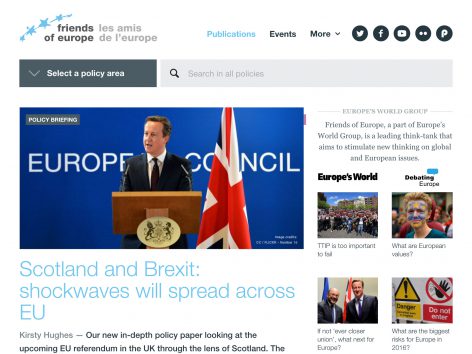 friends les amis
of europe de l'europe
Publications Events More
Select a policy area
Search in all policies
POLICY BRIEFING
EUROPE COUNCIL
Image credits:
CC / FLICKR – Number 10
Scotland and Brexit:
shockwaves will spread across
EU
Kirsty Hughes — Our new in-depth policy paper looking at the
upcoming EU referendum in the UK through the lens of Scotland. The
EUROPE'S WORLD GROUP
Friends of Europe, a part of Europe's
World Group, is a leading think-tank that
aims to stimulate new thinking on global
and European issues.
Europe's World
Debating
Europe
TTIP is too important
to fail
What are European
values?
If not 'ever closer
union', what next for
Europe?
Danger
Do not enter
What are the biggest
risks for Europe in
2016?